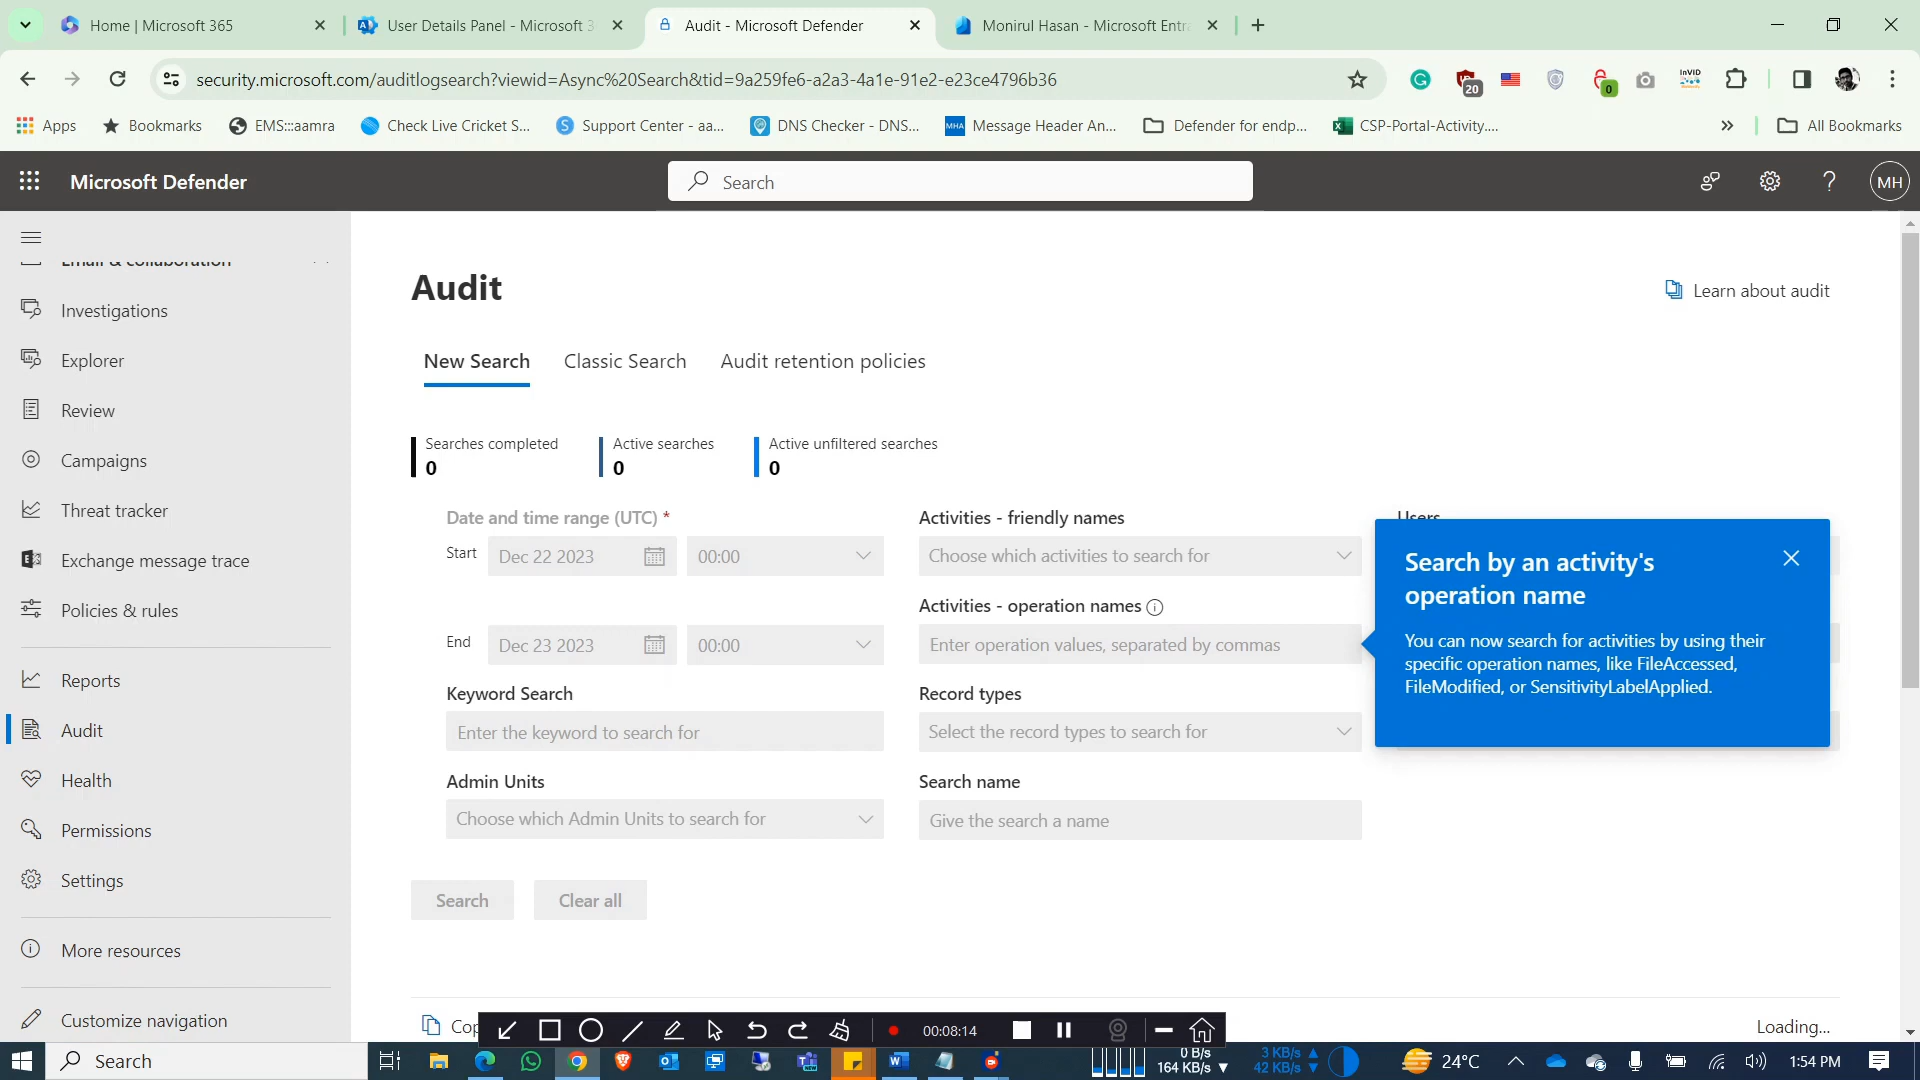 Home | Microsoft 365
User Details Panel - Microsoft 3
Audit - Microsoft Defender
Monirul Hasan - Microsoft Entra
security.microsoft.com/auditlogsearch?viewid=Async%20Search&tid=9a259fe6-a2a3-4a1e-91e2-e23ce4796b36
20
InVID
0
Apps
Bookmarks
EMS:::aamra
Check Live Cricket S...
Support Center - aa...
DNS Checker - DNS...
MHA
Message Header An...
Defender for endp...
CSP-Portal-Activity....
All Bookmarks
Microsoft Defender
Search
MH
Email & collaboration
Investigations
Explorer
Review
Campaigns
Threat tracker
Exchange message trace
Policies & rules
Reports
Audit
Health
Permissions
Settings
More resources
Customize navigation
Audit
Learn about audit
New Search
Classic Search
Audit retention policies
Searches completed
0
Active searches
0
Active unfiltered searches
0
Date and time range (UTC) *
Start
Dec 22 2023
00:00
End
Dec 23 2023
00:00
Keyword Search
Enter the keyword to search for
Admin Units
Choose which Admin Units to search for
Activities - friendly names
Choose which activities to search for
Activities - operation names
Enter operation values, separated by commas
Record types
Select the record types to search for
Search name
Give the search a name
Users
Search by an activity's
operation name
You can now search for activities by using their
specific operation names, like FileAccessed,
FileModified, or SensitivityLabelApplied.
Search
Clear all
Cop
Loading...
00:08:14
Search
0 B/s
164 KB/s
3 KB/s
42 KB/s
24°C
1:54 PM